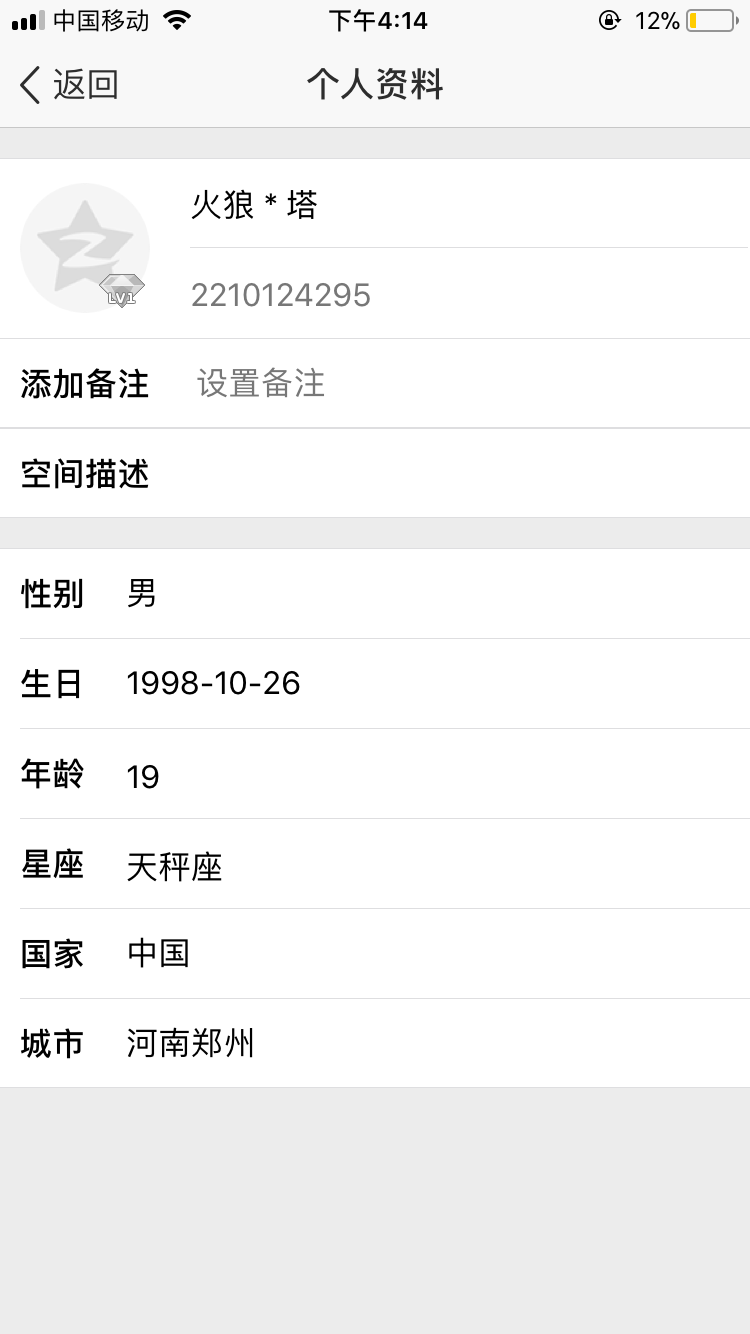 中国移动 下午4:14 12%
返回 个人资料
火狼 * 塔
LV1
2210124295
添加备注 设置备注
空间描述
性别 男
生日 1998-10-26
年龄 19
星座 天秤座
国家 中国
城市 河南郑州